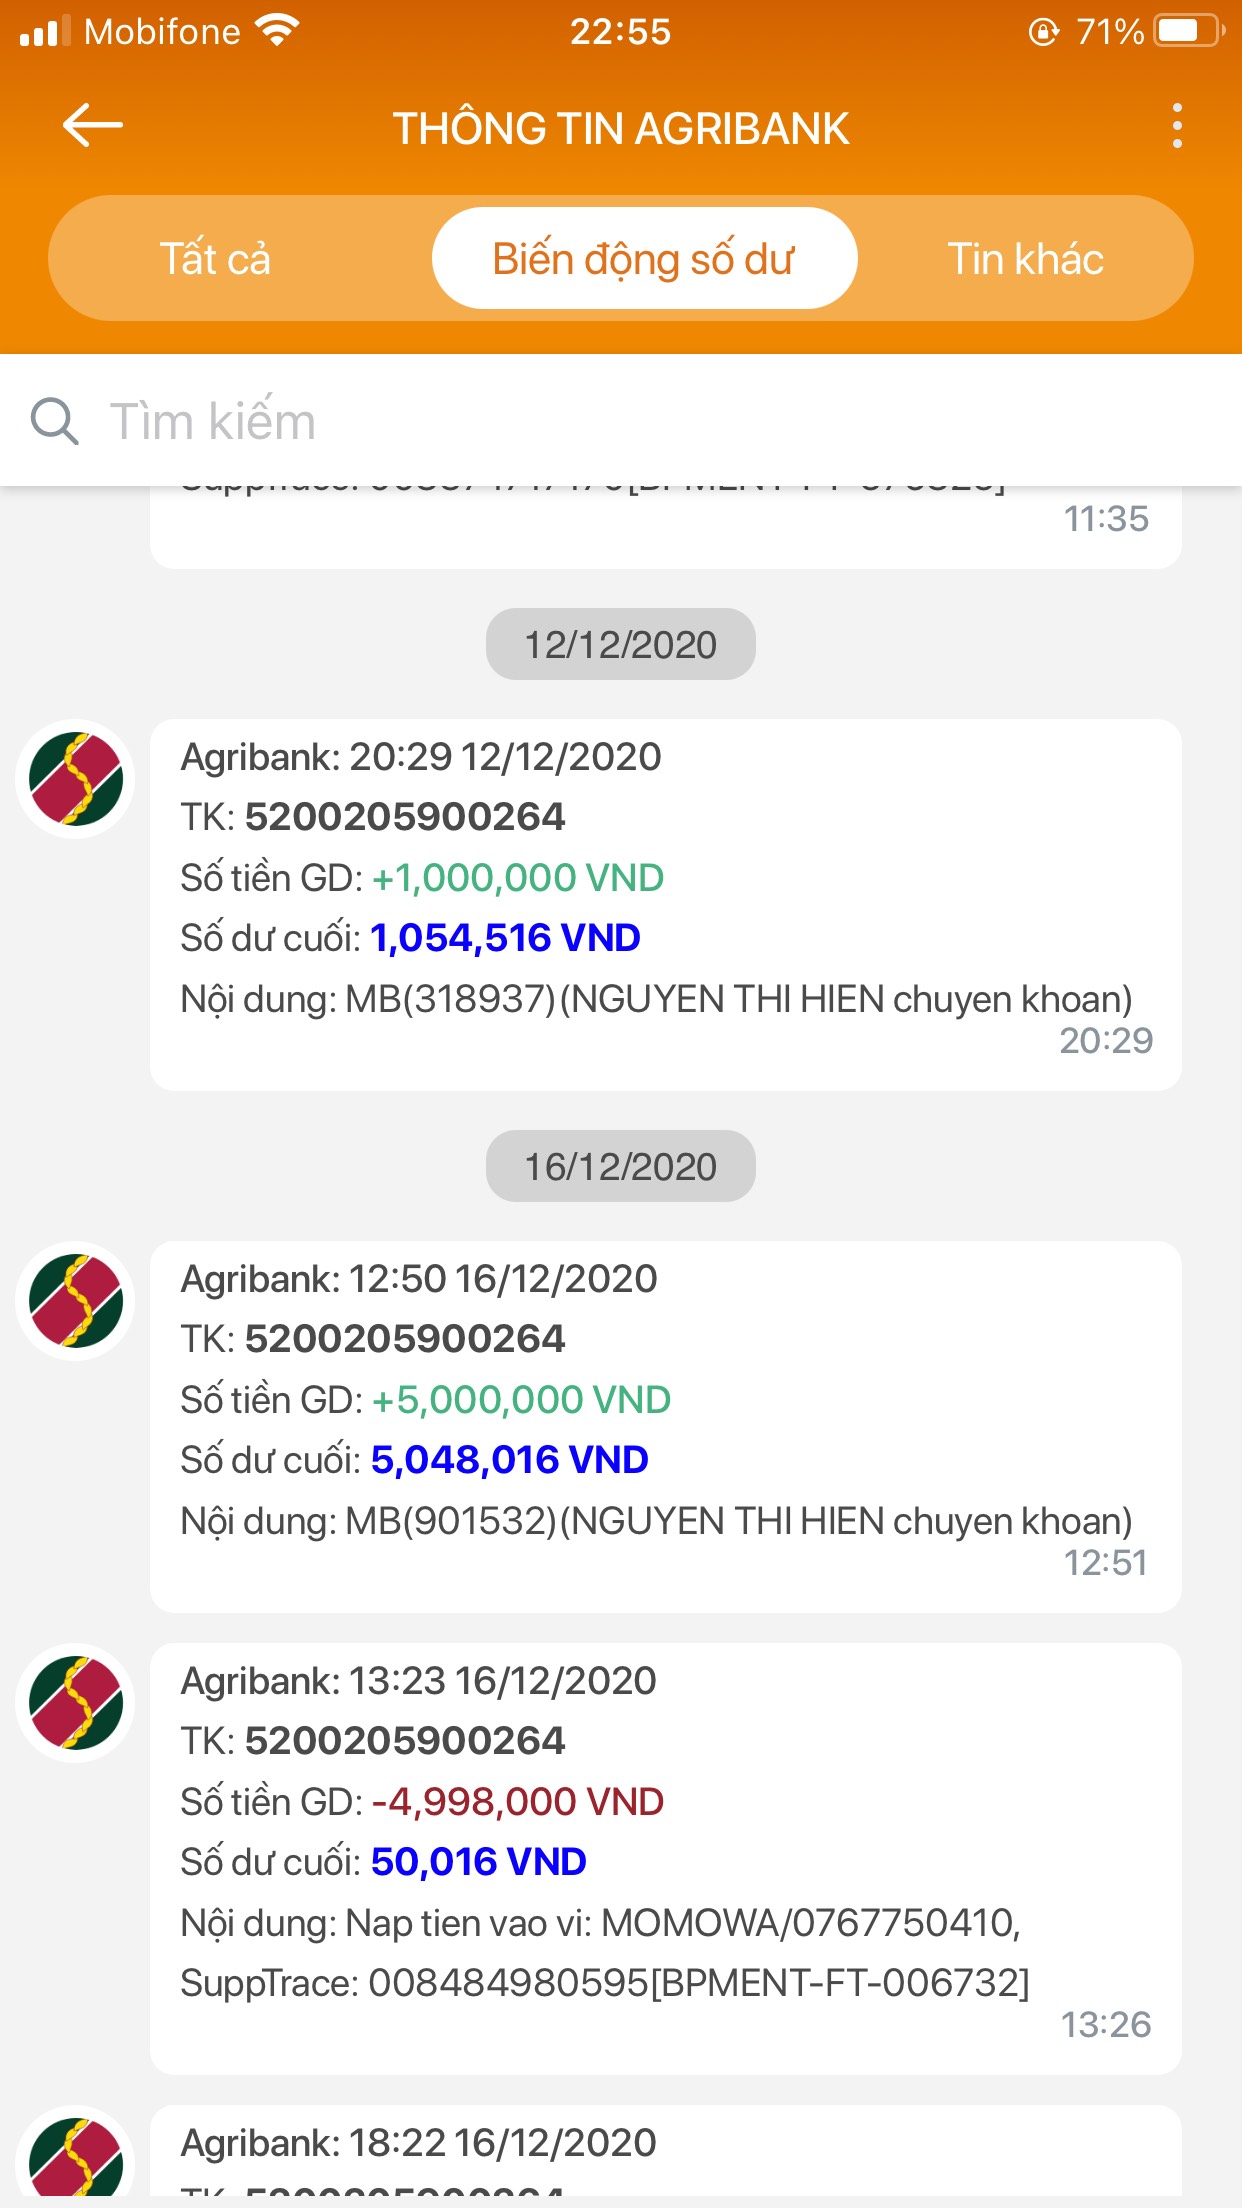 Mobifone 22:55 71%
THÔNG TIN AGRIBANK
Tất cả Biến động số dư Tin khác
Tìm kiếm
11:35
12/12/2020
Agribank: 20:29 12/12/2020
TK: 5200205900264
Số tiền GD: +1,000,000 VND
Số dư cuối: 1,054,516 VND
Nội dung: MB(318937)(NGUYEN THI HIEN chuyen khoan)
20:29
16/12/2020
Agribank: 12:50 16/12/2020
TK: 5200205900264
Số tiền GD: +5,000,000 VND
Số dư cuối: 5,048,016 VND
Nội dung: MB(901532)(NGUYEN THI HIEN chuyen khoan)
12:51
Agribank: 13:23 16/12/2020
TK: 5200205900264
Số tiền GD: -4,998,000 VND
Số dư cuối: 50,016 VND
Nội dung: Nap tien vao vi: MOMOWA/0767750410,
SuppTrace: 008484980595[BPMENT-FT-006732]
13:26
Agribank: 18:22 16/12/2020
TK: 5200205900264